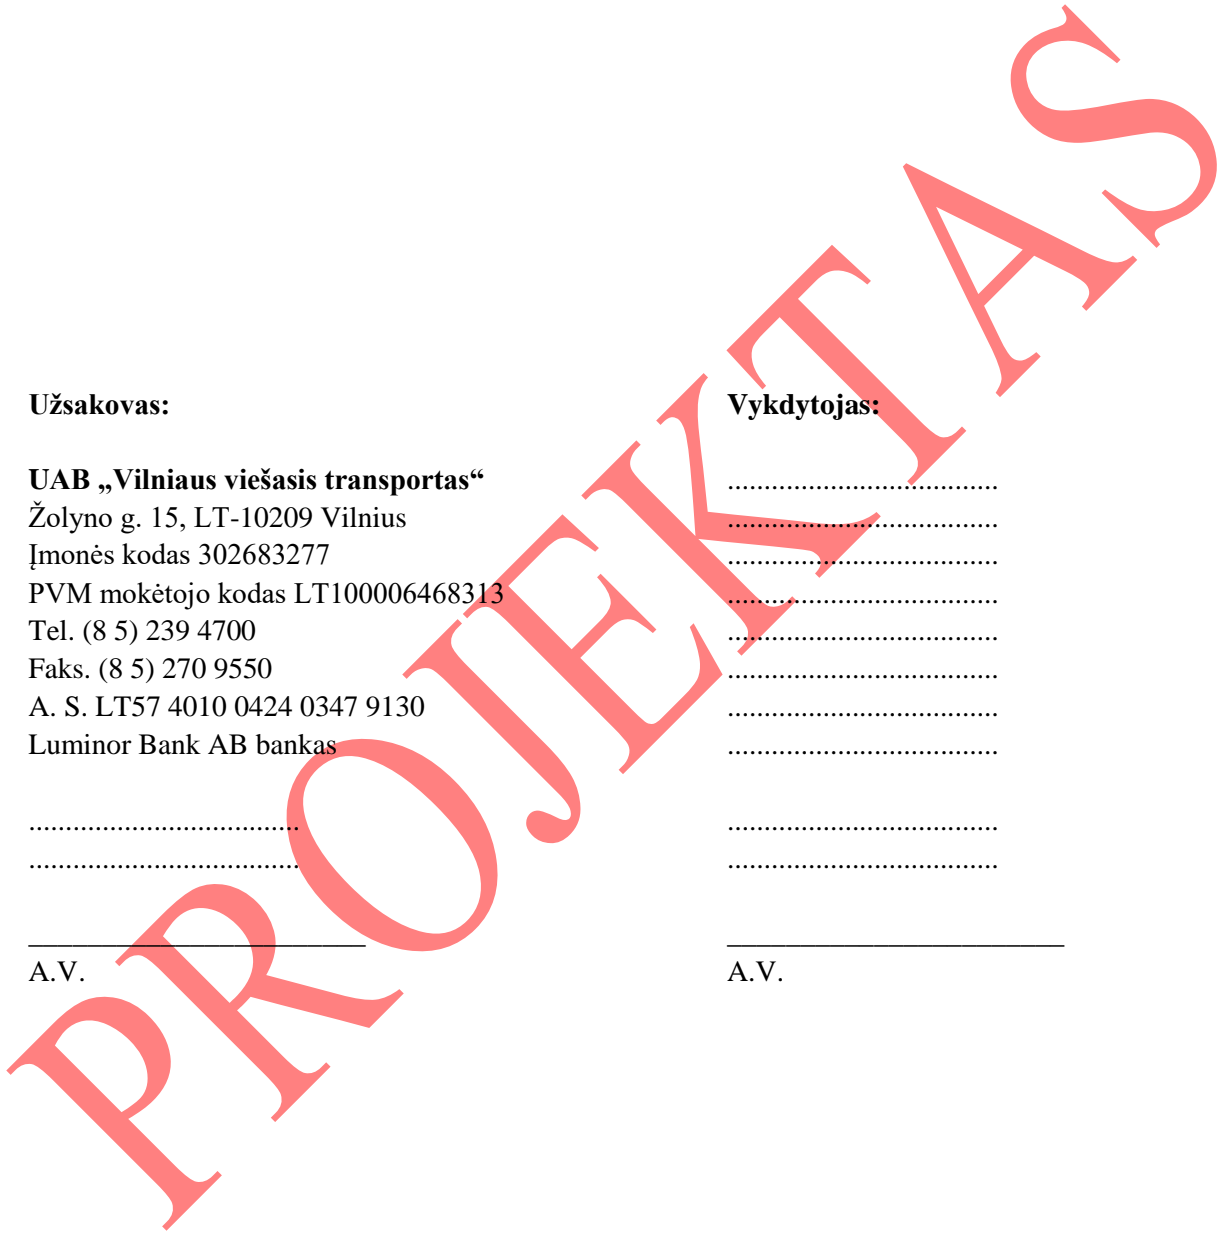 Užsakovas:
Vykdytojas:
UAB „Vilniaus viešasis transportas“
.....................................
Žolyno g. 15, LT-10209 Vilnius
.....................................
Įmonės kodas 302683277
.....................................
PVM mokėtojo kodas LT100006468313
.....................................
Tel. (8 5) 239 4700
.....................................
Faks. (8 5) 270 9550
.....................................
A. S. LT57 4010 0424 0347 9130
.....................................
Luminor Bank AB bankas
.....................................
.....................................
.....................................
.....................................
.....................................
________________________
________________________
A.V.
A.V.
PROJEKTAS